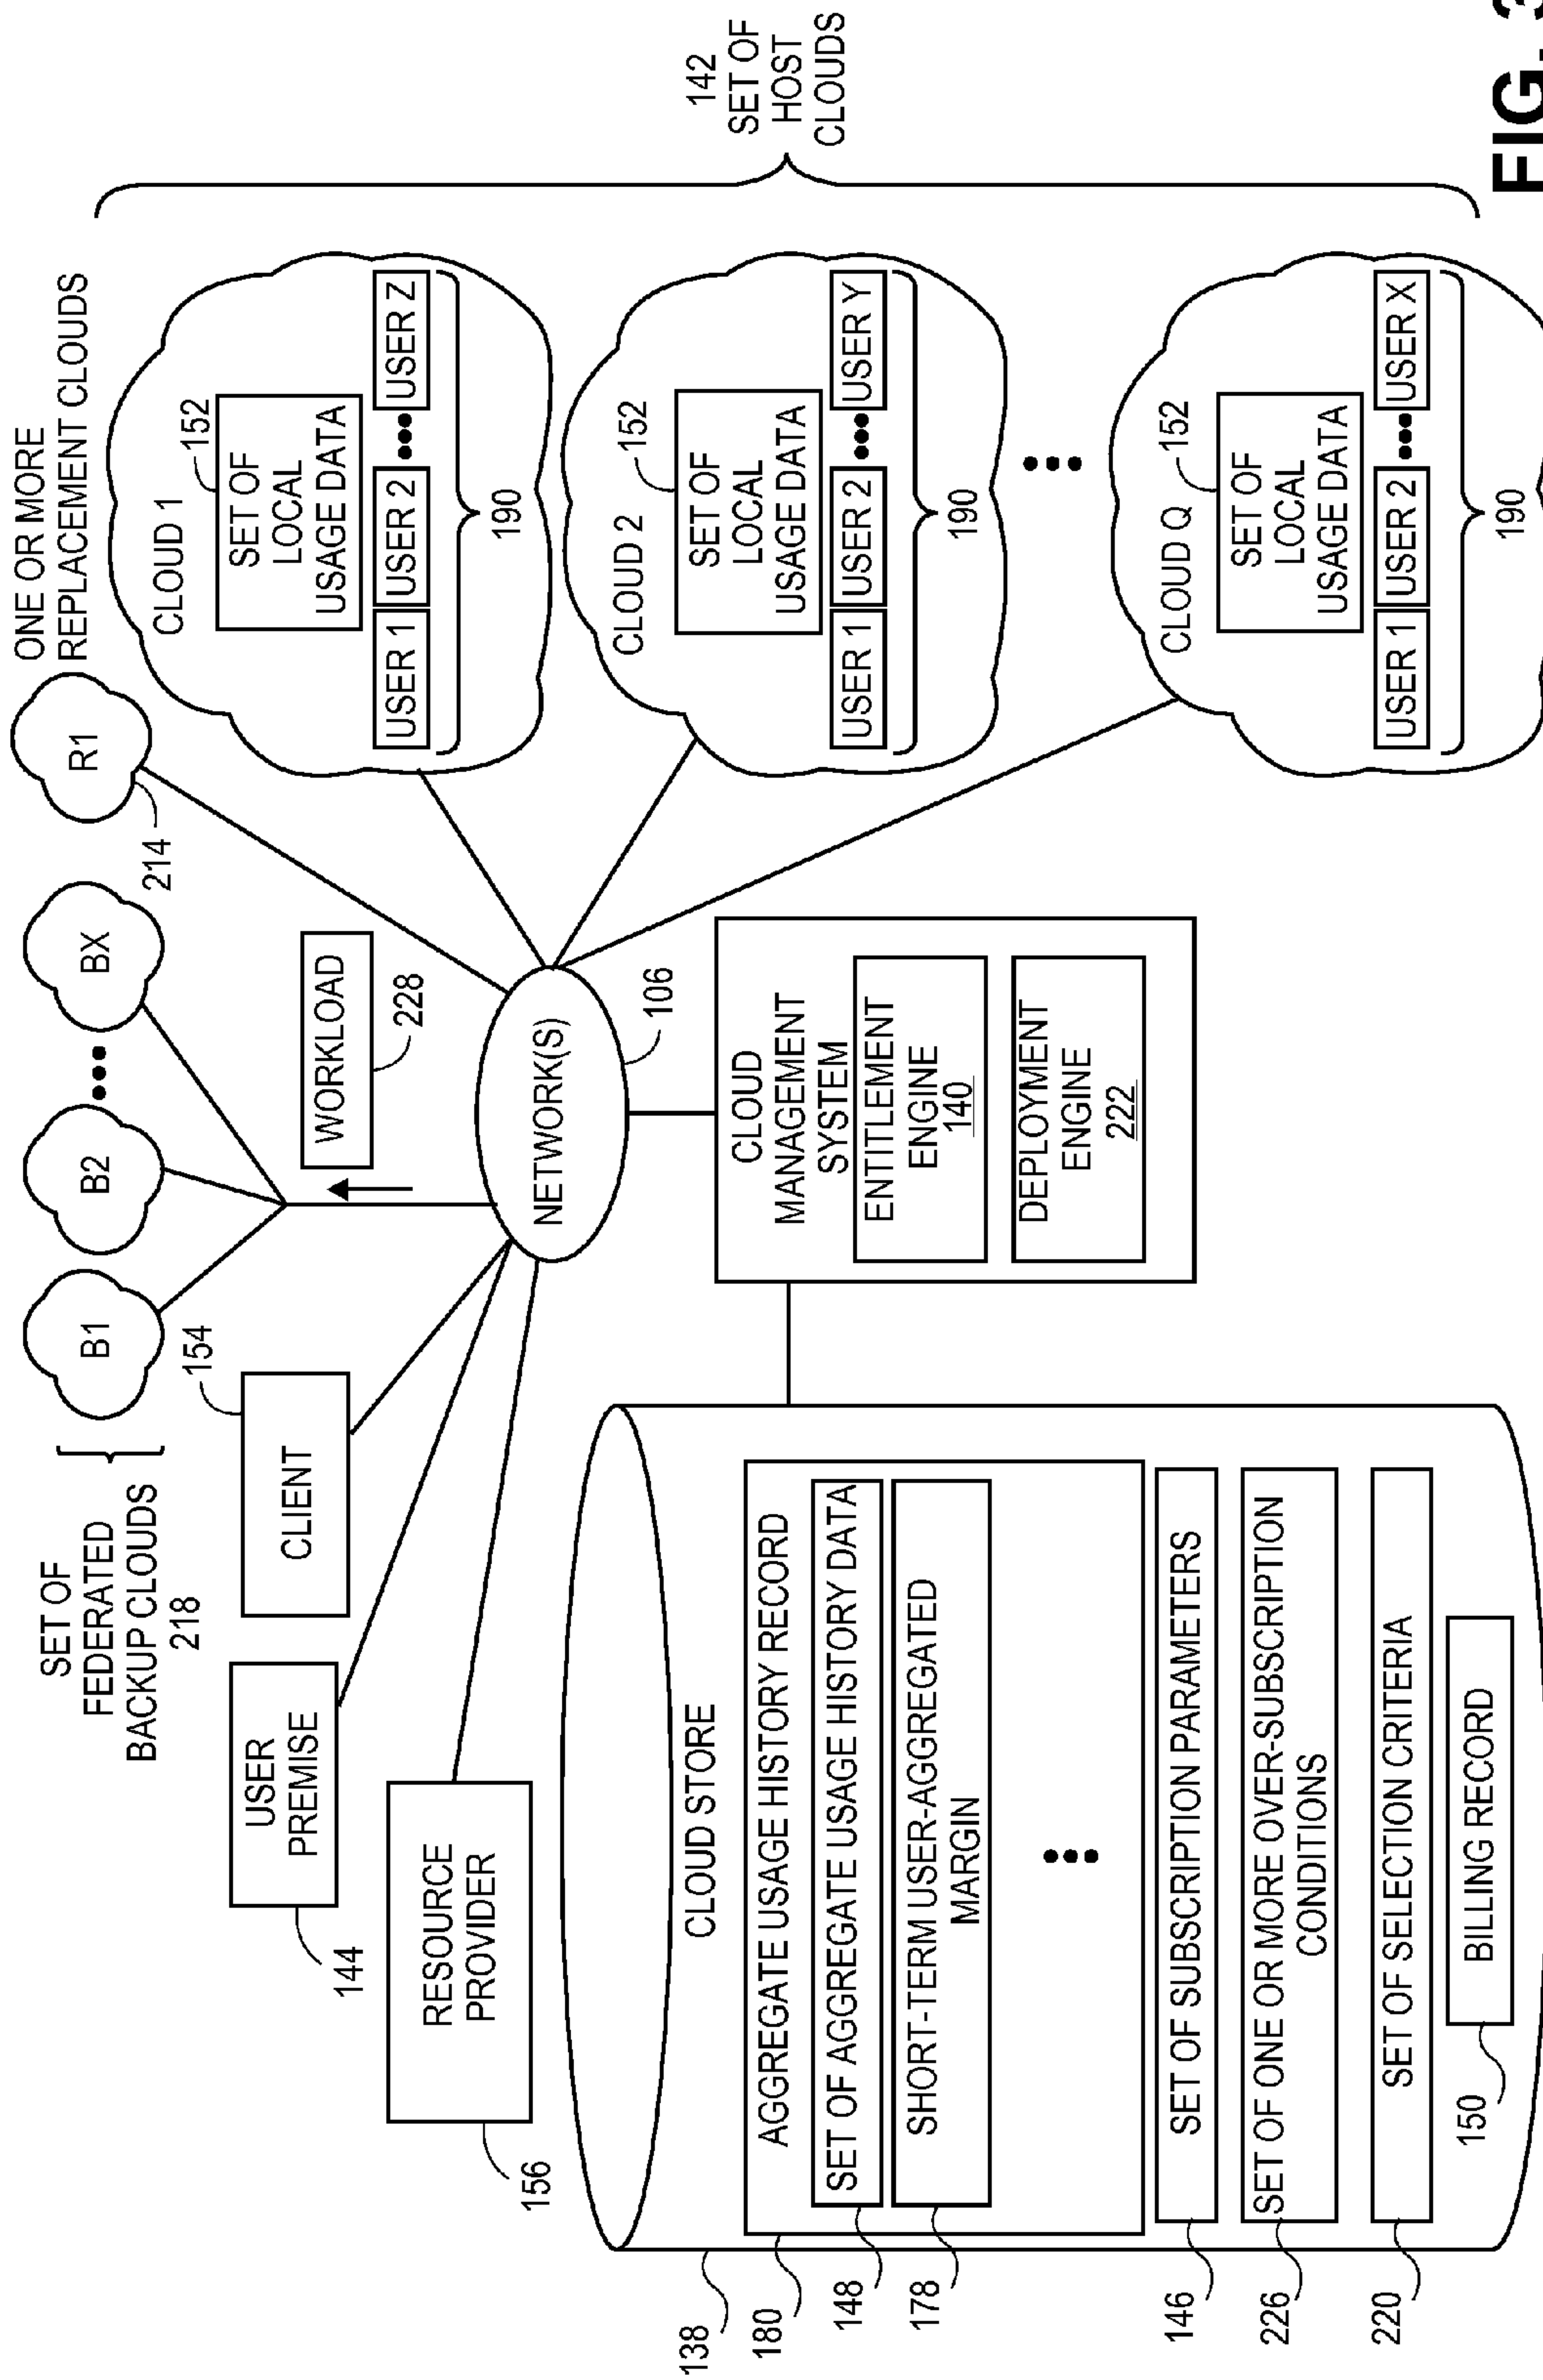 SET OF
FEDERATED
BACKUP CLOUDS
218
B1
B2
BX
R1
214
ONE OR MORE
REPLACEMENT CLOUDS
142
SET OF
HOST
CLOUDS
USER
PREMISE
144
CLIENT
154
WORKLOAD
228
RESOURCE
PROVIDER
156
NETWORK(S)
106
CLOUD 1
152
SET OF
LOCAL
USAGE DATA
USER 1
USER 2
USER Z
190
CLOUD 2
152
SET OF
LOCAL
USAGE DATA
USER 1
USER 2
USER Y
190
CLOUD Q
152
SET OF
LOCAL
USAGE DATA
USER 1
USER 2
USER X
190
CLOUD
MANAGEMENT
SYSTEM
ENTITLEMENT
ENGINE
140
DEPLOYMENT
ENGINE
222
CLOUD STORE
138
AGGREGATE USAGE HISTORY RECORD
180
SET OF AGGREGATE USAGE HISTORY DATA
148
SHORT-TERM USER-AGGREGATED
MARGIN
178
SET OF SUBSCRIPTION PARAMETERS
146
SET OF ONE OR MORE OVER-SUBSCRIPTION
CONDITIONS
226
SET OF SELECTION CRITERIA
220
BILLING RECORD
150
FIG. 3